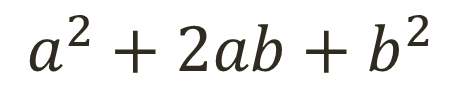 a² + 2ab + b²